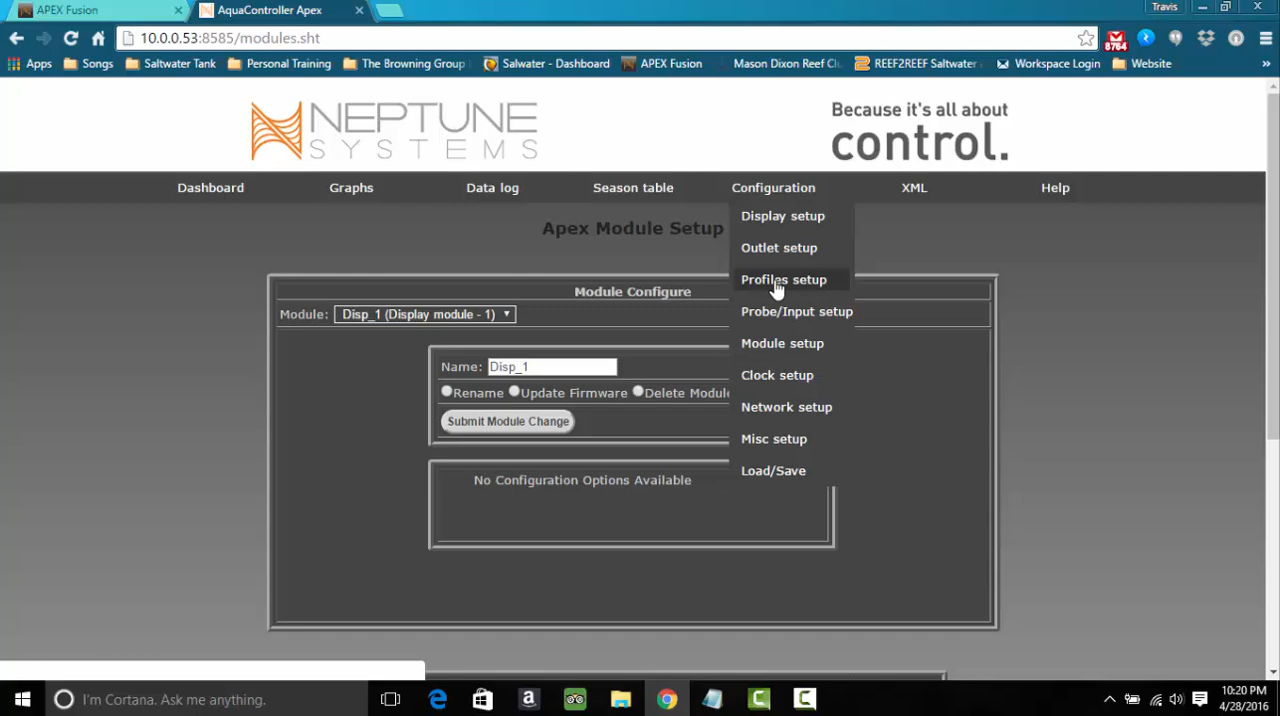 APEX Fusion
AquaController Apex
Travis
10.0.0.53:8585/modules.sht
8764
Apps
Songs
Saltwater Tank
Personal Training
The Browning Group
Salwater - Dashboard
APEX Fusion
Mason Dixon Reef Clu
REEF2REEF Saltwater
Workspace Login
Website
»
NEPTUNE
SYSTEMS
Because it's all about
control.
Dashboard
Graphs
Data log
Season table
Configuration
XML
Help
Display setup
Outlet setup
Profiles setup
Probe/Input setup
Module setup
Clock setup
Network setup
Misc setup
Load/Save
Apex Module Setup
Module Configure
Module: Disp_1 (Display module - 1)
Name: Disp_1
Rename Update Firmware Delete Module
Submit Module Change
No Configuration Options Available
I'm Cortana. Ask me anything.
10:20 PM
4/28/2016